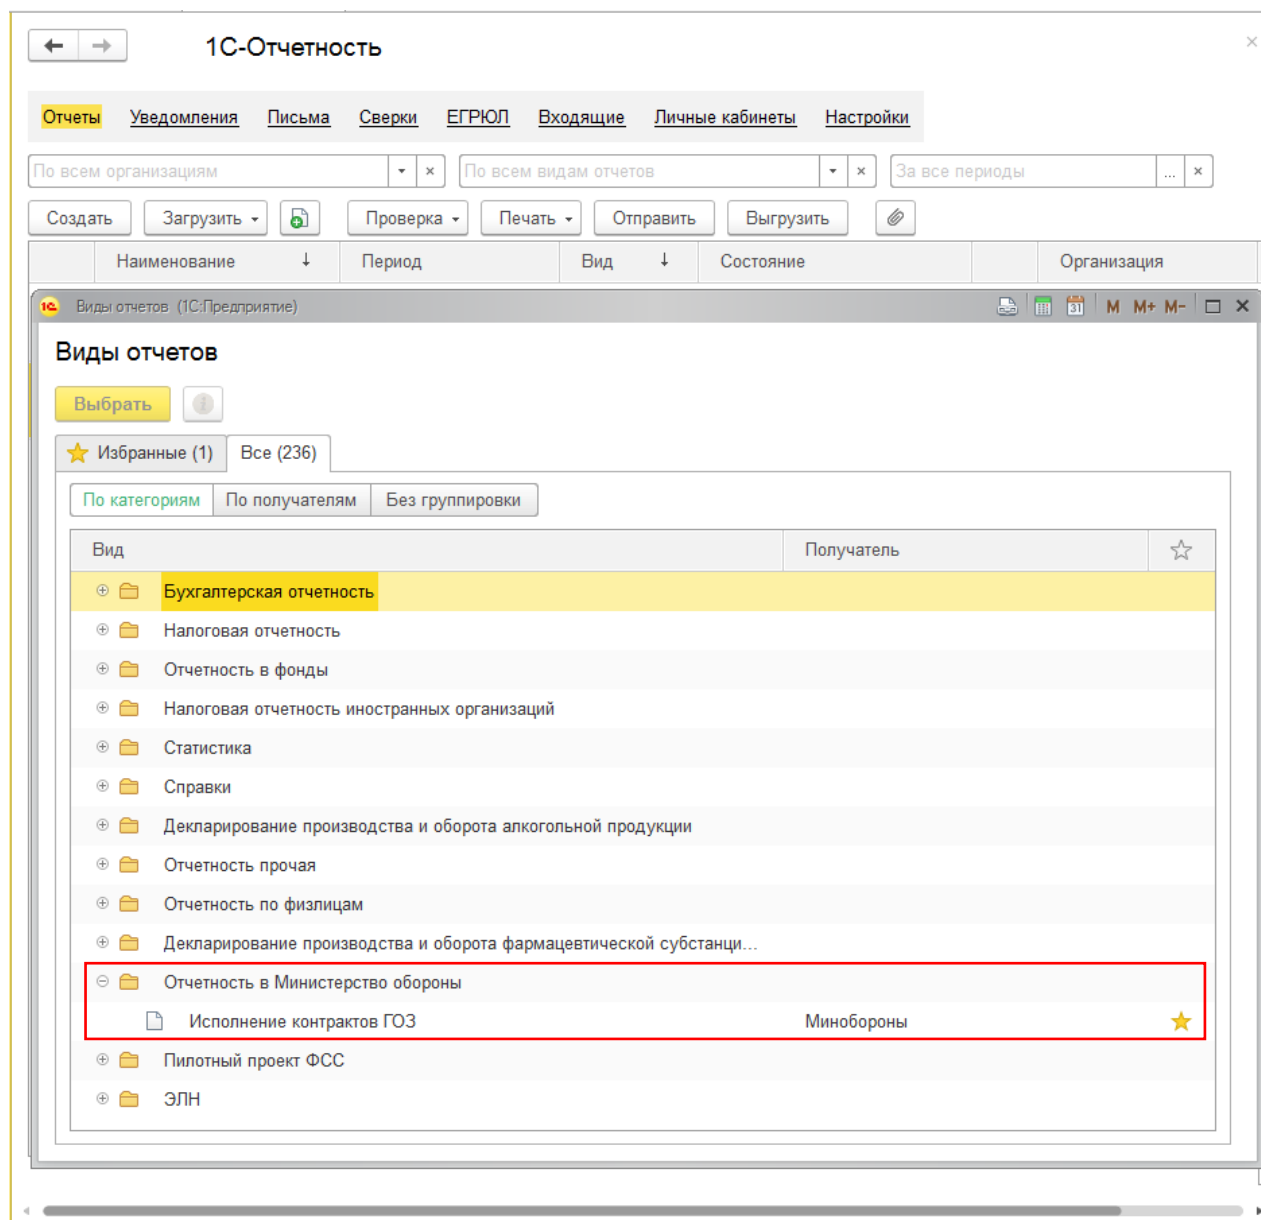 1С-Отчетность
Отчеты Уведомления Письма Сверки ЕГРЮЛ Входящие Личные кабинеты Настройки
По всем организациям По всем видам отчетов За все периоды ...
Создать Загрузить Проверка Печать Отправить Выгрузить
Наименование ↓ Период Вид ↓ Состояние Организация
1С Виды отчетов (1С:Предприятие) 31 M M+ M-
Виды отчетов
Выбрать i
Избранные (1) Все (236)
По категориям По получателям Без группировки
Вид Получатель
Бухгалтерская отчетность
Налоговая отчетность
Отчетность в фонды
Налоговая отчетность иностранных организаций
Статистика
Справки
Декларирование производства и оборота алкогольной продукции
Отчетность прочая
Отчетность по физлицам
Декларирование производства и оборота фармацевтической субстанци...
Отчетность в Министерство обороны
Исполнение контрактов ГОЗ Минобороны
Пилотный проект ФСС
ЭЛН